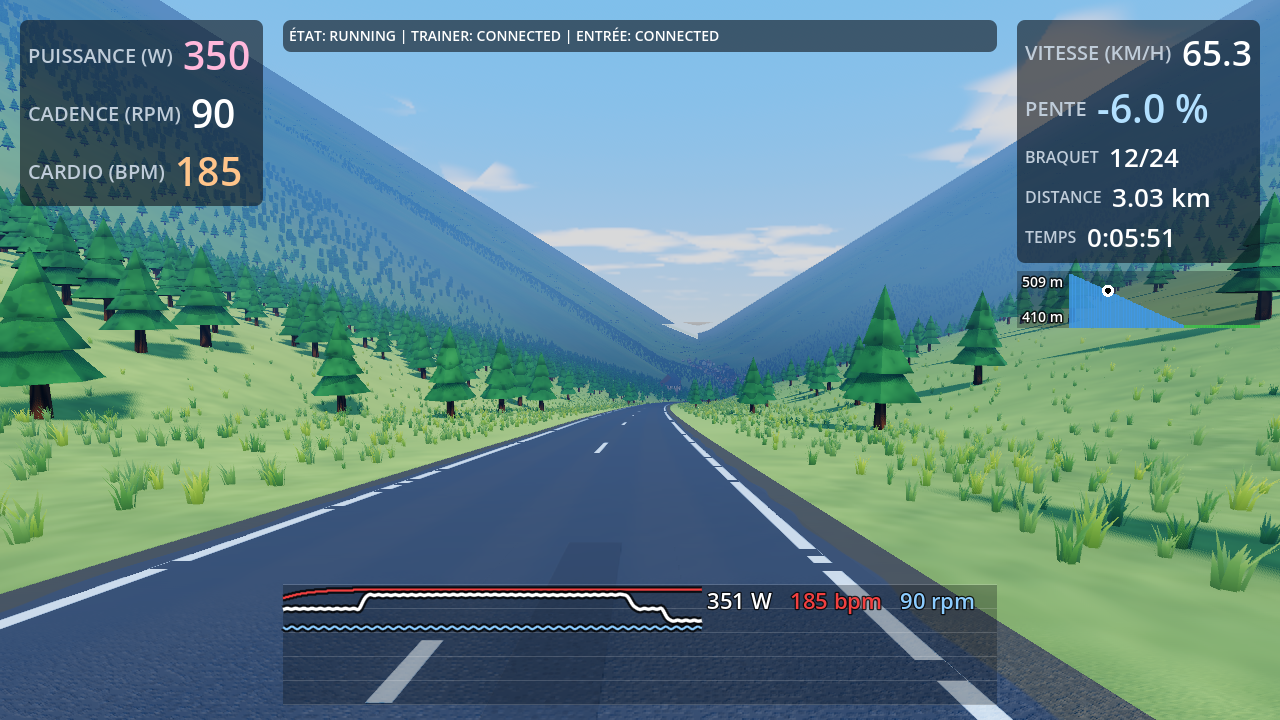 PUISSANCE (W) 350
CADENCE (RPM) 90
CARDIO (BPM) 185
ÉTAT: RUNNING | TRAINER: CONNECTED | ENTRÉE: CONNECTED
VITESSE (KM/H) 65.3
PENTE -6.0 %
BRAQUET 12/24
DISTANCE 3.03 km
TEMPS 0:05:51
509 m
410 m
351 W 185 bpm 90 rpm